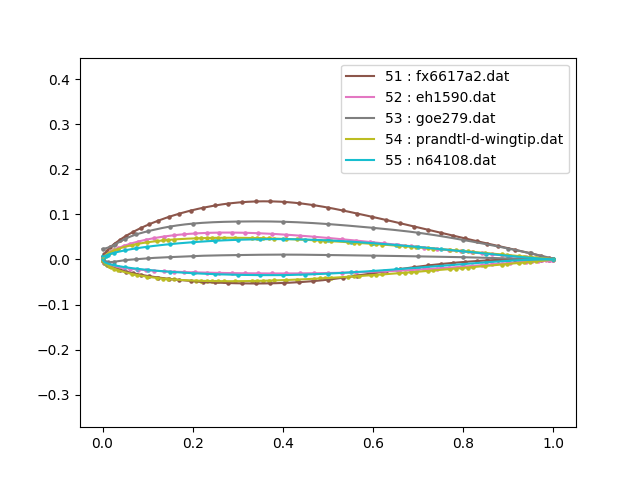 51 : fx6617a2.dat
52 : eh1590.dat
53 : goe279.dat
54 : prandtl-d-wingtip.dat
55 : n64108.dat
0.4
0.3
0.2
0.1
0.0
−0.1
−0.2
−0.3
0.0 0.2 0.4 0.6 0.8 1.0